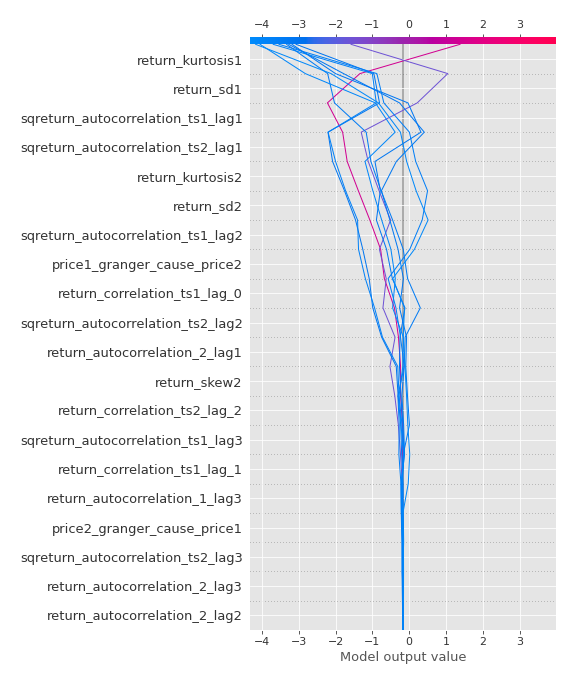 −4 −3 −2 −1 0 1 2 3
return_kurtosis1
return_sd1
sqreturn_autocorrelation_ts1_lag1
sqreturn_autocorrelation_ts2_lag1
return_kurtosis2
return_sd2
sqreturn_autocorrelation_ts1_lag2
price1_granger_cause_price2
return_correlation_ts1_lag_0
sqreturn_autocorrelation_ts2_lag2
return_autocorrelation_2_lag1
return_skew2
return_correlation_ts2_lag_2
sqreturn_autocorrelation_ts1_lag3
return_correlation_ts1_lag_1
return_autocorrelation_1_lag3
price2_granger_cause_price1
sqreturn_autocorrelation_ts2_lag3
return_autocorrelation_2_lag3
return_autocorrelation_2_lag2
−4 −3 −2 −1 0 1 2 3
Model output value